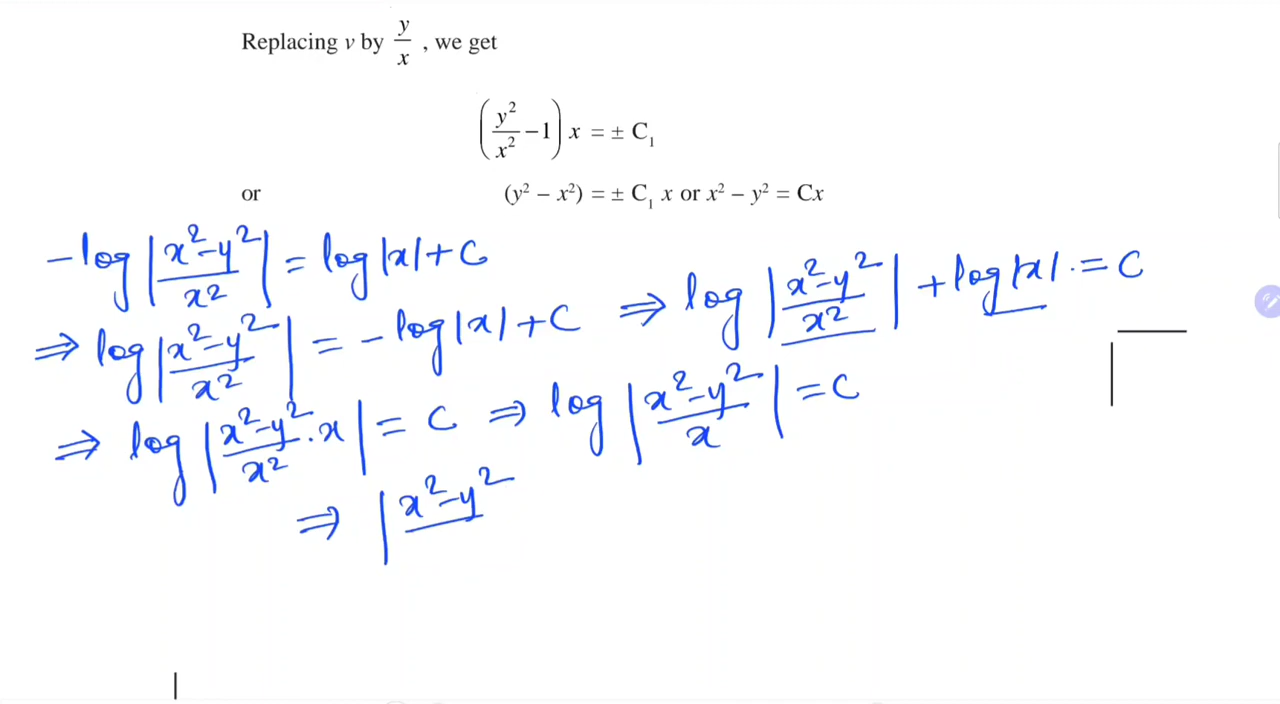 Replacing v by y/x , we get
(y²/x² – 1) x = ± C₁
or (y² – x²) = ± C₁ x or x² – y² = Cx
-log|x²-y²/x²| = log|x|+C
⇒ log|x²-y²/x²| = -log|x|+C ⇒ log|x²-y²/x²| + log|x| . = C
⇒ log|x²-y²/x² . x| = C ⇒ log|x²-y²/x| = C
⇒ |x²-y²